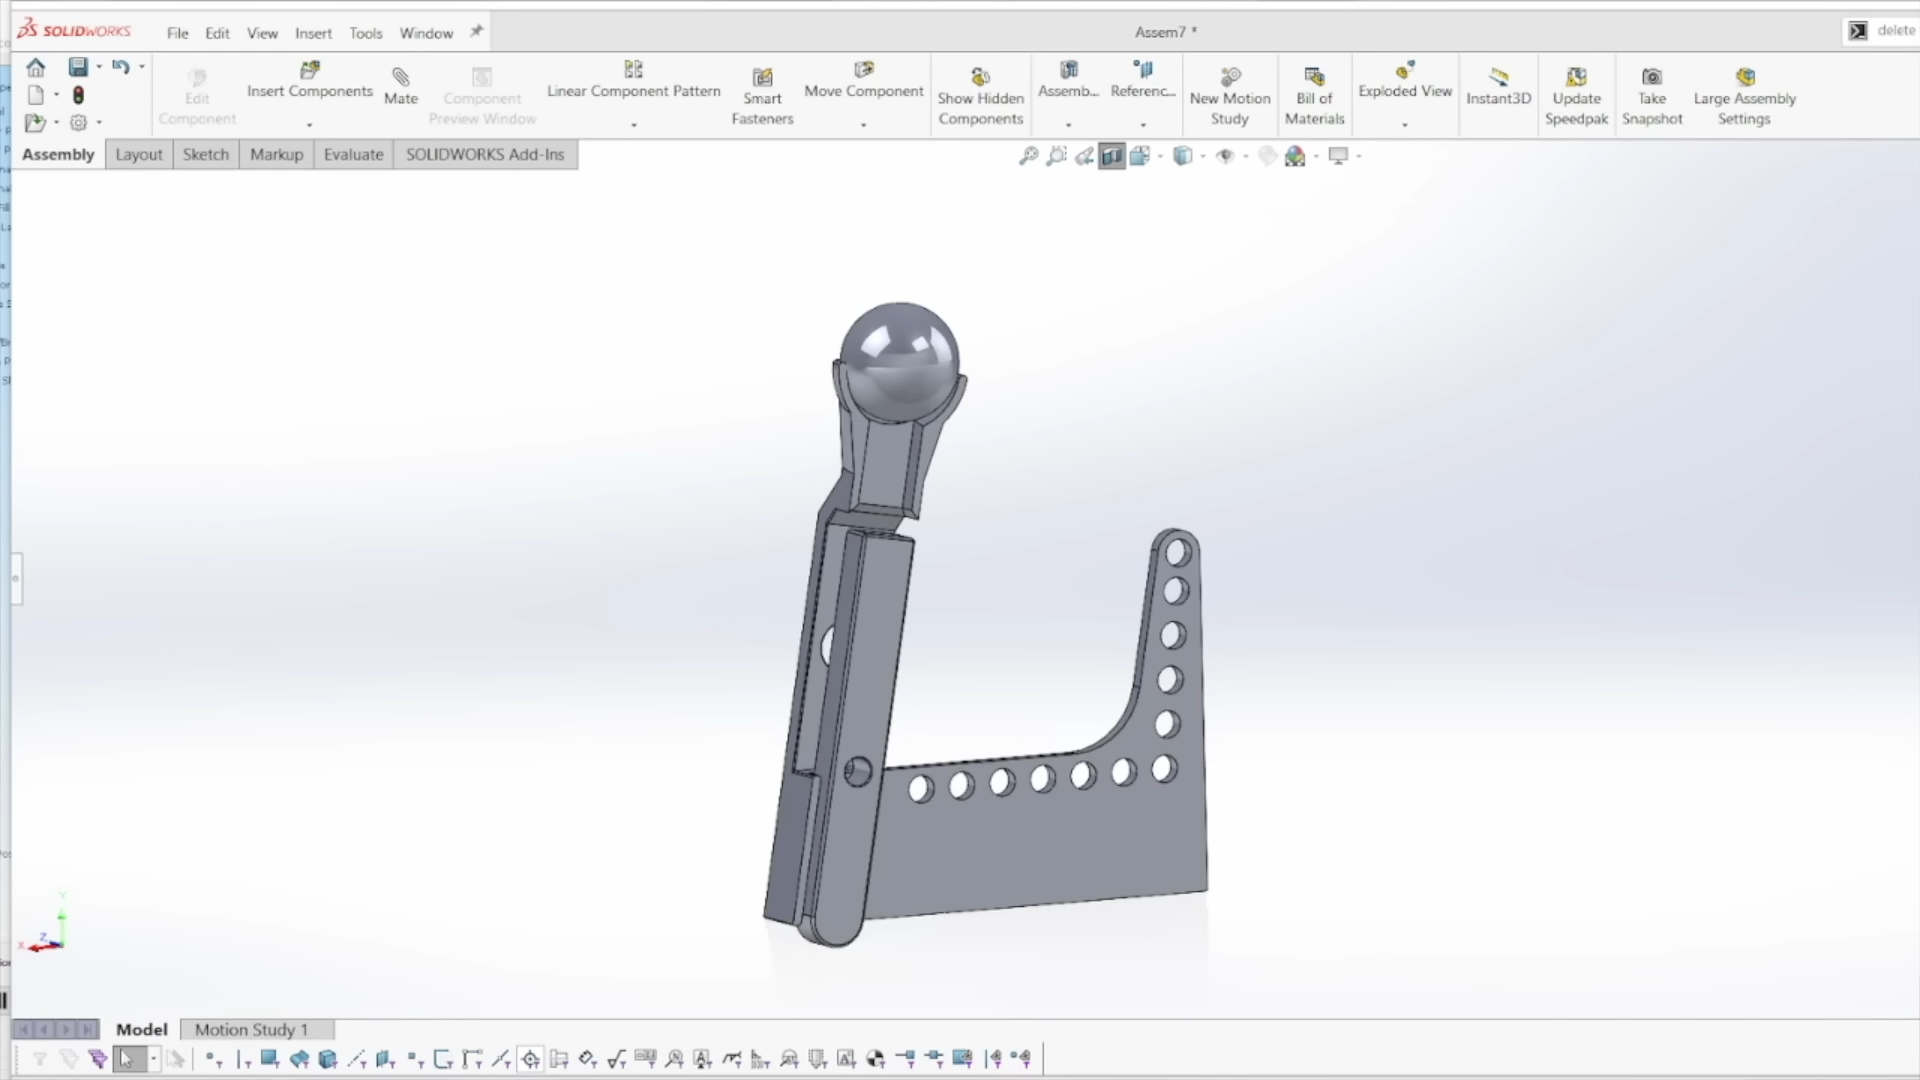 SOLIDWORKS File Edit View Insert Tools Window Assem7 * delete
Edit Component
Insert Components
Mate
Component Preview Window
Linear Component Pattern
Smart Fasteners
Move Component
Show Hidden Components
Assemb...
Referenc...
New Motion Study
Bill of Materials
Exploded View
Instant3D
Update Speedpak
Take Snapshot
Large Assembly Settings
Assembly Layout Sketch Markup Evaluate SOLIDWORKS Add-Ins
Y
Z
X
Model Motion Study 1